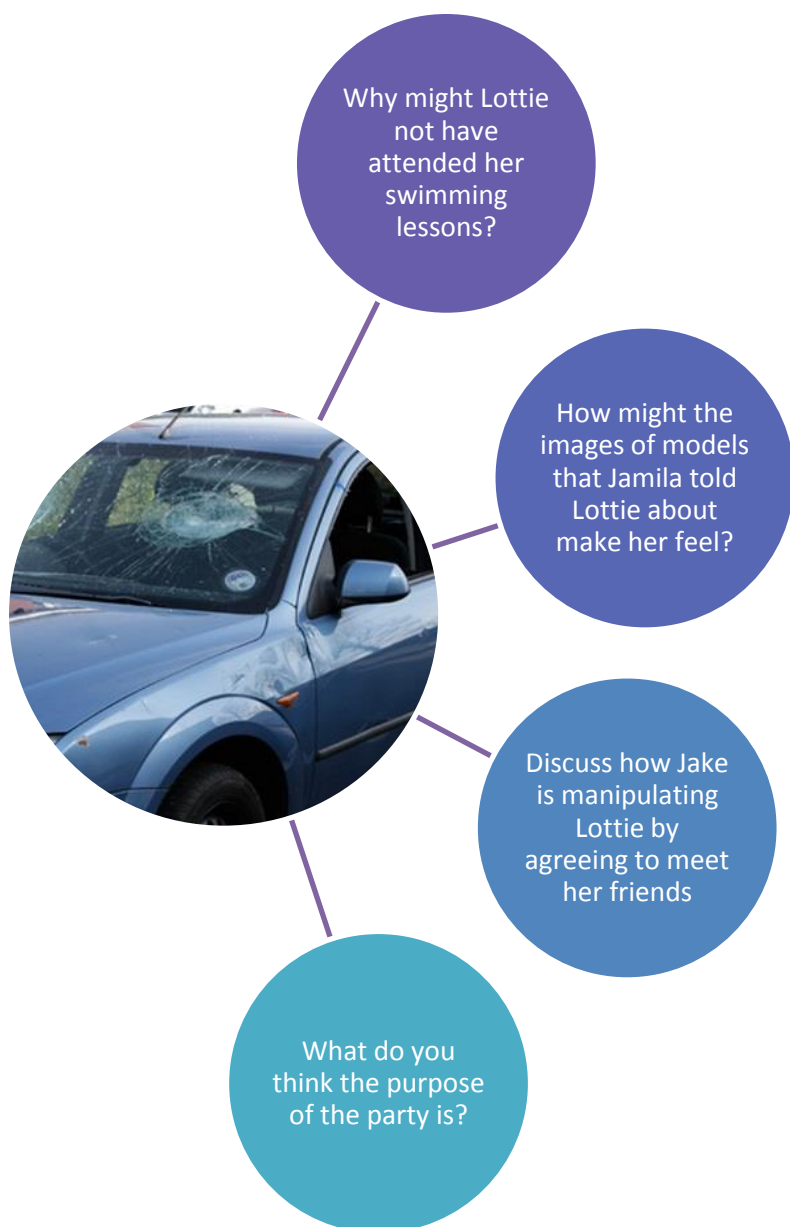 Why might Lottie
not have
attended her
swimming
lessons?
How might the
images of models
that Jamila told
Lottie about
make her feel?
Discuss how Jake
is manipulating
Lottie by
agreeing to meet
her friends
What do you
think the purpose
of the party is?